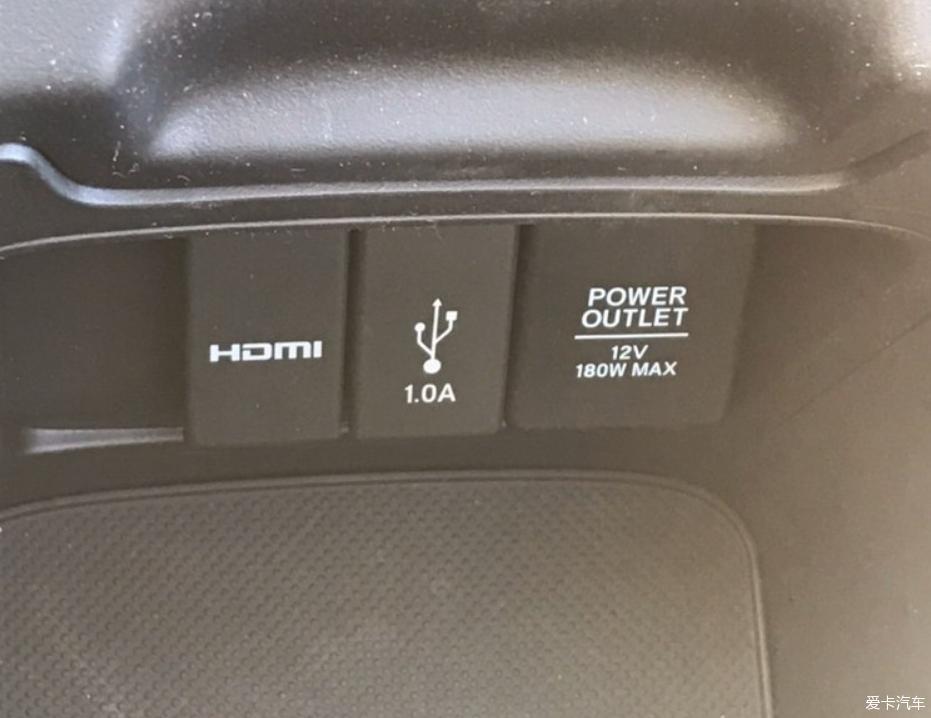 HDMI
1.0A
POWER
OUTLET
12V
180W MAX
爱卡汽车